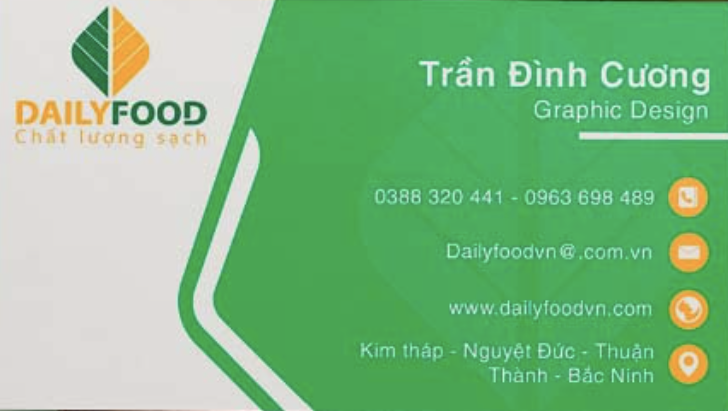 DAILYFOOD
Chất lượng sạch
Trần Đình Cương
Graphic Design
0388 320 441 - 0963 698 489
Dailyfoodvn@.com.vn
www.dailyfoodvn.com
Kim tháp - Nguyệt Đức - Thuận
Thành - Bắc Ninh